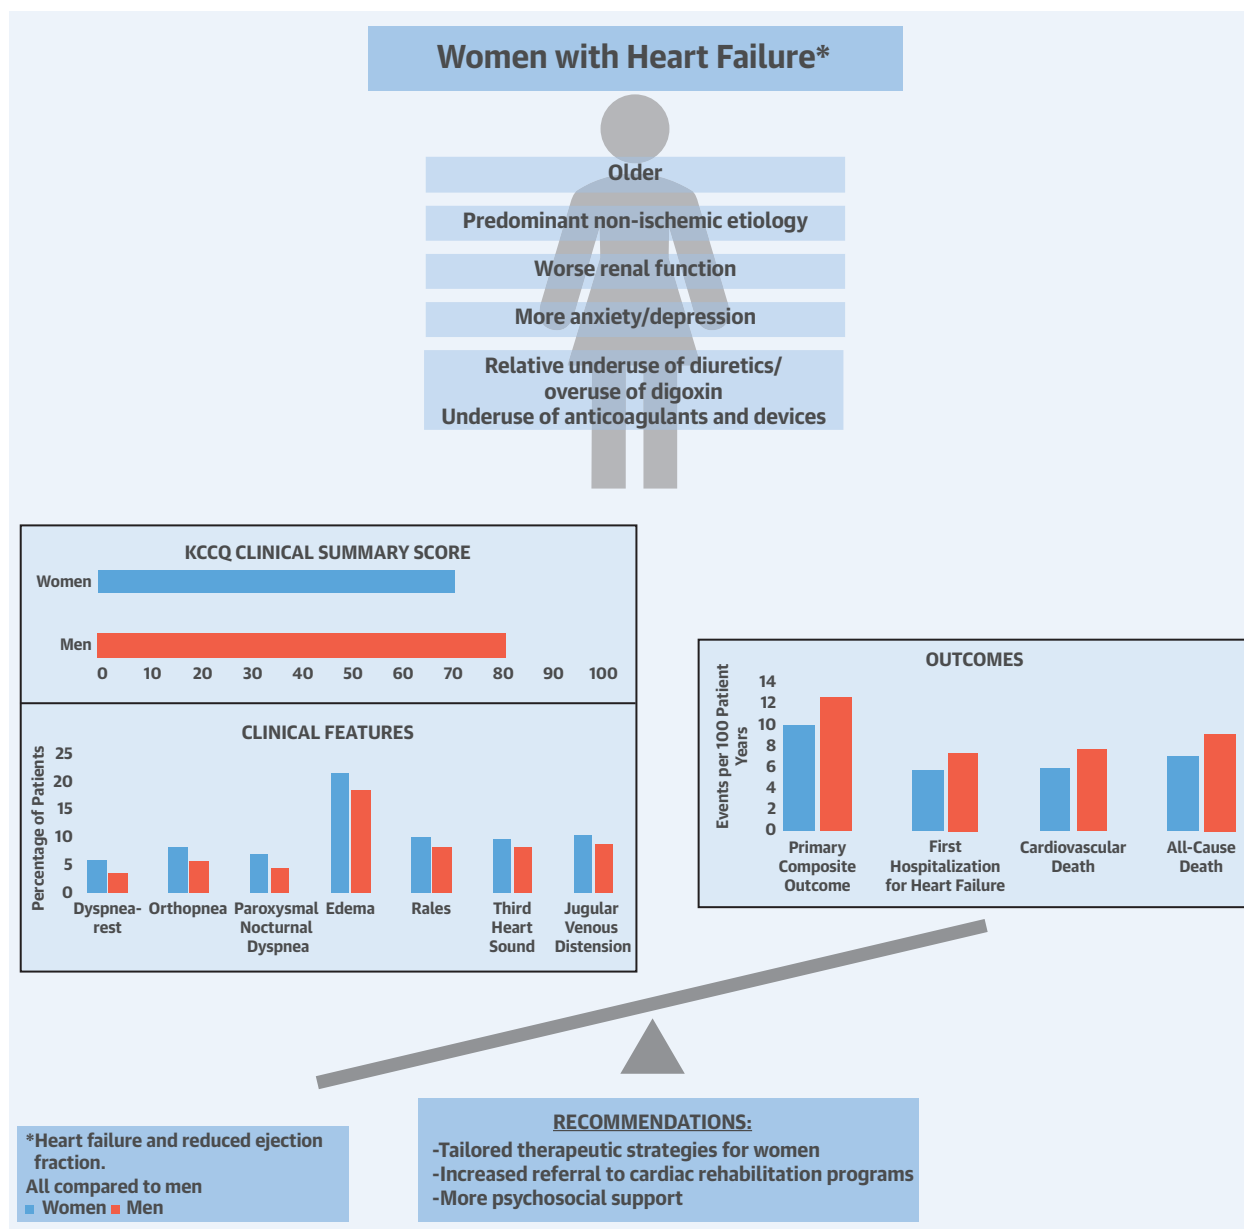 Women with Heart Failure*
Older
Predominant non-ischemic etiology
Worse renal function
More anxiety/depression
Relative underuse of diuretics/
overuse of digoxin
Underuse of anticoagulants and devices
KCCQ CLINICAL SUMMARY SCORE
Women
Men
0 10 20 30 40 50 60 70 80 90 100
CLINICAL FEATURES
Percentage of Patients
25
20
15
10
5
0
Dyspnea-
rest
Orthopnea
Paroxysmal
Nocturnal
Dyspnea
Edema
Rales
Third
Heart
Sound
Jugular
Venous
Distension
OUTCOMES
Events per 100 Patient
Years
14
12
10
8
6
4
2
0
Primary
Composite
Outcome
First
Hospitalization
for Heart Failure
Cardiovascular
Death
All-Cause
Death
*Heart failure and reduced ejection
fraction.
All compared to men
Women Men
RECOMMENDATIONS:
-Tailored therapeutic strategies for women
-Increased referral to cardiac rehabilitation programs
-More psychosocial support